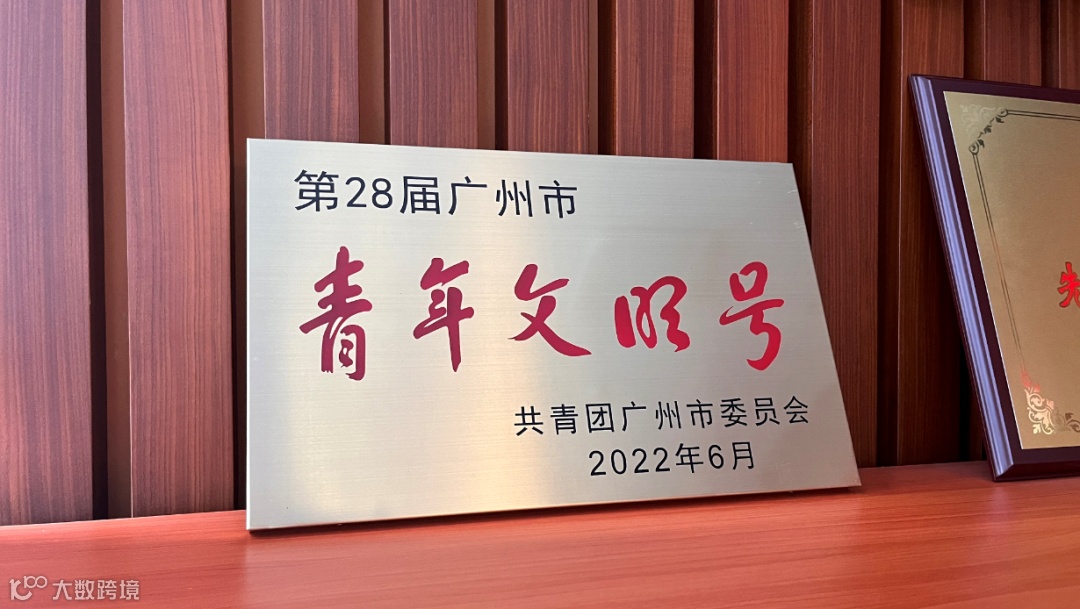 第28届广州市
青年文明号
共青团广州市委员会
2022年6月
先
大数跨境